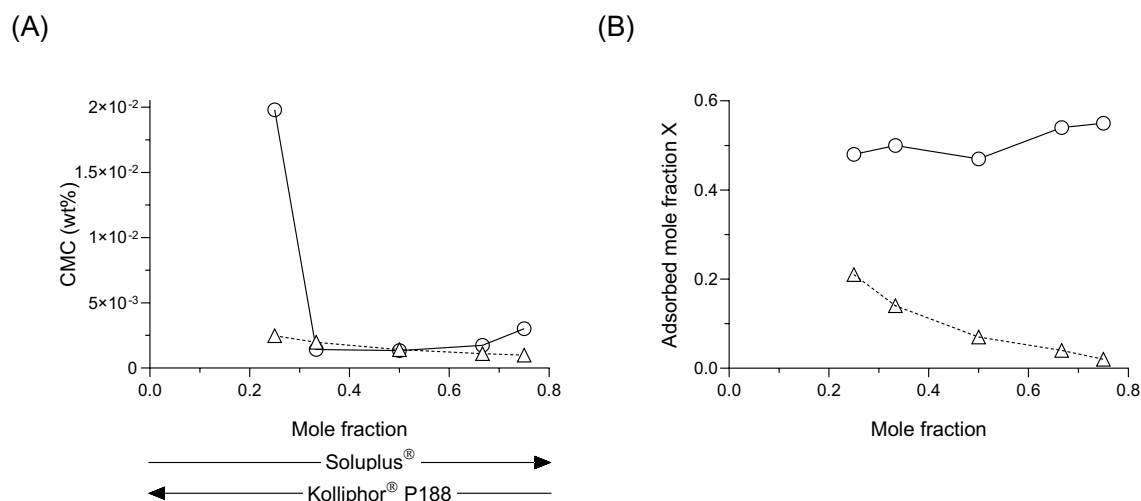 (A)
(B)
2×10⁻²
1.5×10⁻²
1×10⁻²
5×10⁻³
0
CMC (wt%)
0.0 0.2 0.4 0.6 0.8
Mole fraction
Soluplus®
Kolliphor® P188
0.6
0.4
0.2
0.0
Adsorbed mole fraction X
0.0 0.2 0.4 0.6 0.8
Mole fraction